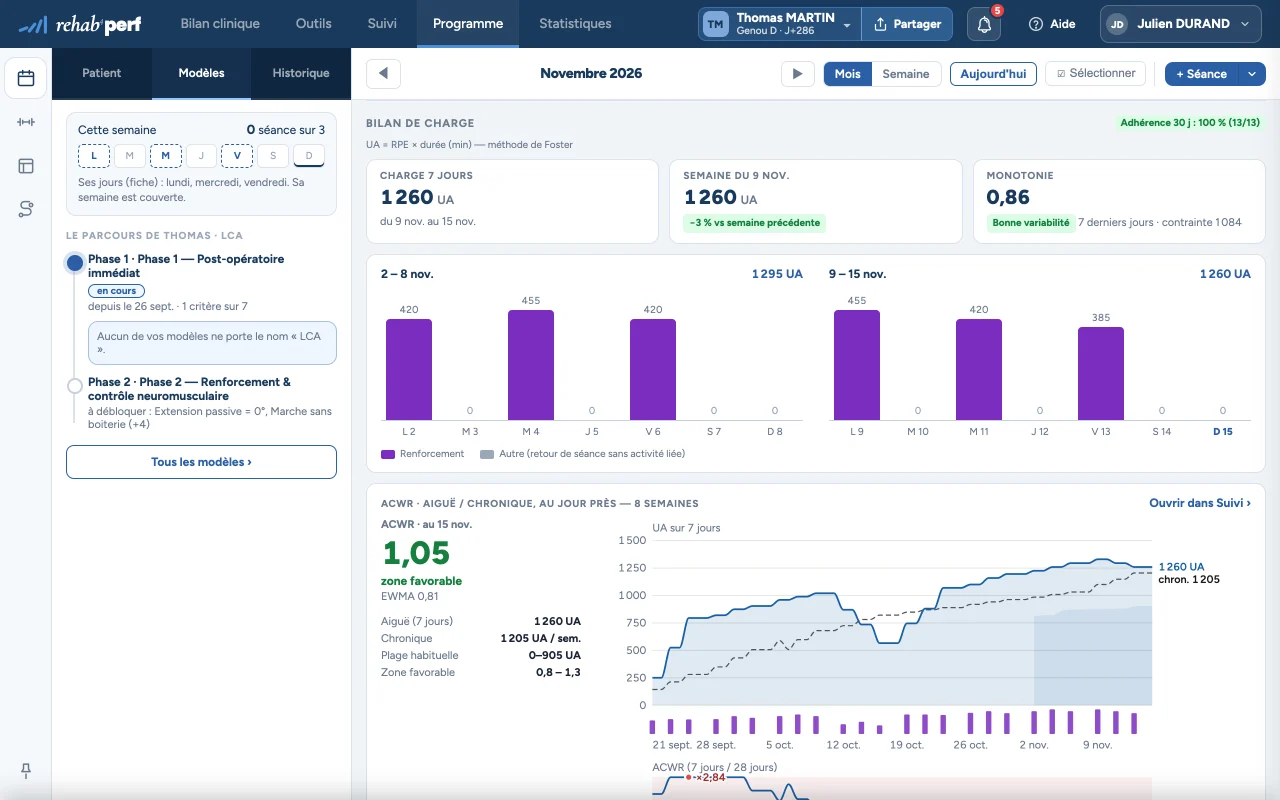 rehab'perf
Bilan clinique
Outils
Suivi
Programme
Statistiques
TM
Thomas MARTIN
Genou D · J+286
Partager
5
Aide
JD
Julien DURAND
Patient
Modèles
Historique
Novembre 2026
Mois
Semaine
Aujourd'hui
Sélectionner
+ Séance
Cette semaine
0 séance sur 3
L M M J V S D
Ses jours (fiche) : lundi, mercredi, vendredi. Sa
semaine est couverte.
LE PARCOURS DE THOMAS · LCA
Phase 1 · Phase 1 — Post-opératoire
immédiat
en cours
depuis le 26 sept. · 1 critère sur 7
Aucun de vos modèles ne porte le nom « LCA
».
Phase 2 · Phase 2 — Renforcement &
contrôle neuromusculaire
à débloquer : Extension passive = 0°, Marche sans
boiterie (+4)
Tous les modèles ›
BILAN DE CHARGE
Adhérence 30 j : 100 % (13/13)
UA = RPE × durée (min) — méthode de Foster
CHARGE 7 JOURS
1 260 UA
du 9 nov. au 15 nov.
SEMAINE DU 9 NOV.
1 260 UA
−3 % vs semaine précédente
MONOTONIE
0,86
Bonne variabilité 7 derniers jours · contrainte 1 084
2 – 8 nov.
1 295 UA
420 0 455 0 420 0 0
L 2 M 3 M 4 J 5 V 6 S 7 D 8
9 – 15 nov.
1 260 UA
455 0 420 0 385 0 0
L 9 M 10 M 11 J 12 V 13 S 14 D 15
Renforcement
Autre (retour de séance sans activité liée)
ACWR · AIGUË / CHRONIQUE, AU JOUR PRÈS — 8 SEMAINES
Ouvrir dans Suivi ›
ACWR · au 15 nov.
1,05
zone favorable
EWMA 0,81
Aiguë (7 jours) 1 260 UA
Chronique 1 205 UA / sem.
Plage habituelle 0–905 UA
Zone favorable 0,8 – 1,3
UA sur 7 jours
1 500
1 250
1 000
750
500
250
0
1 260 UA
chron. 1 205
21 sept. 28 sept. 5 oct. 12 oct. 19 oct. 26 oct. 2 nov. 9 nov.
ACWR (7 jours / 28 jours)
×2,84